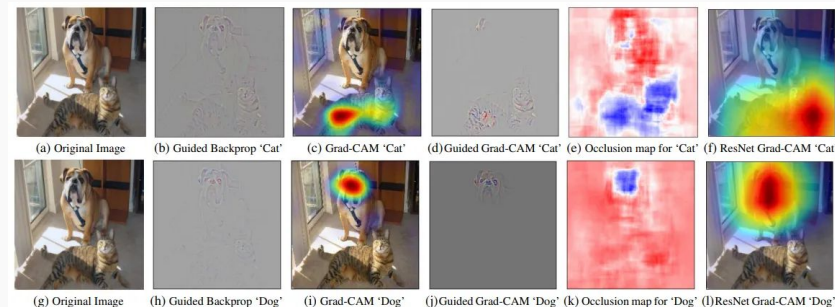 (a) Original Image (b) Guided Backprop ‘Cat’ (c) Grad-CAM ‘Cat’ (d) Guided Grad-CAM ‘Cat’ (e) Occlusion map for ‘Cat’ (f) ResNet Grad-CAM ‘Cat’
(g) Original Image (h) Guided Backprop ‘Dog’ (i) Grad-CAM ‘Dog’ (j) Guided Grad-CAM ‘Dog’ (k) Occlusion map for ‘Dog’ (l) ResNet Grad-CAM ‘Dog’